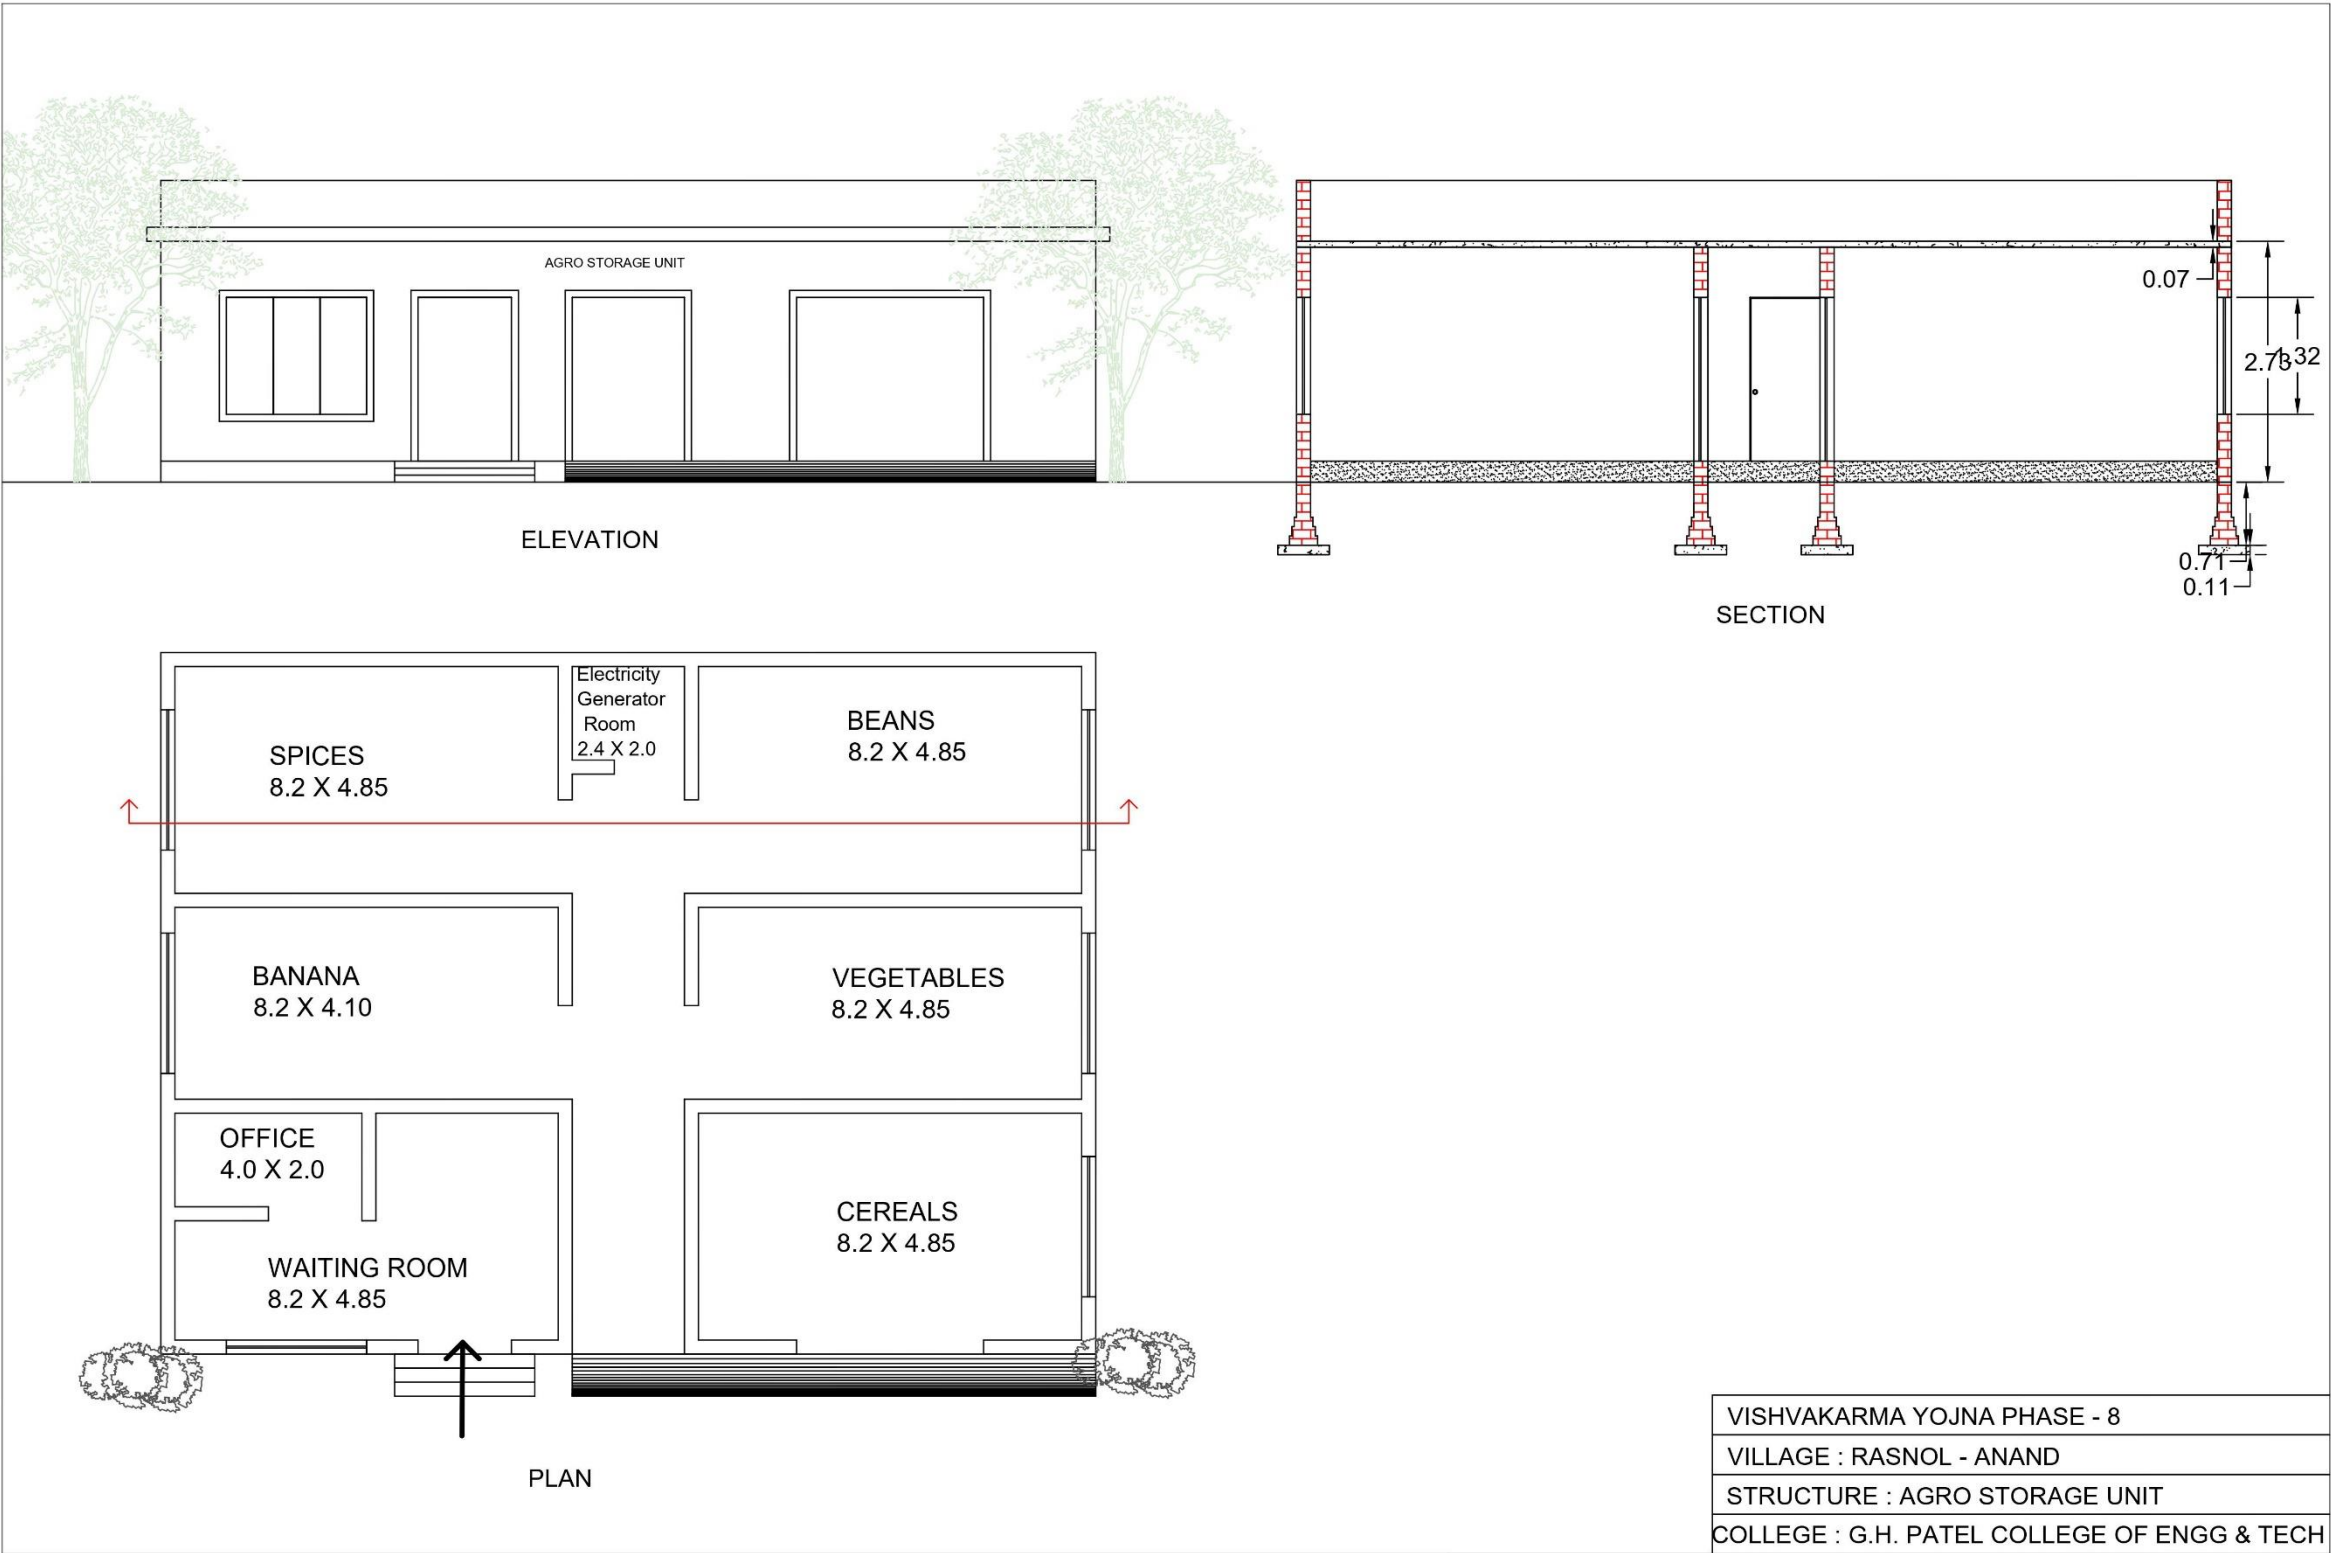 AGRO STORAGE UNIT
ELEVATION
0.07
2.73
1.32
0.71
0.11
SECTION
SPICES
8.2 X 4.85
Electricity
Generator
Room
2.4 X 2.0
BEANS
8.2 X 4.85
BANANA
8.2 X 4.10
VEGETABLES
8.2 X 4.85
OFFICE
4.0 X 2.0
WAITING ROOM
8.2 X 4.85
CEREALS
8.2 X 4.85
PLAN
VISHVAKARMA YOJNA PHASE - 8
VILLAGE : RASNOL - ANAND
STRUCTURE : AGRO STORAGE UNIT
COLLEGE : G.H. PATEL COLLEGE OF ENGG & TECH